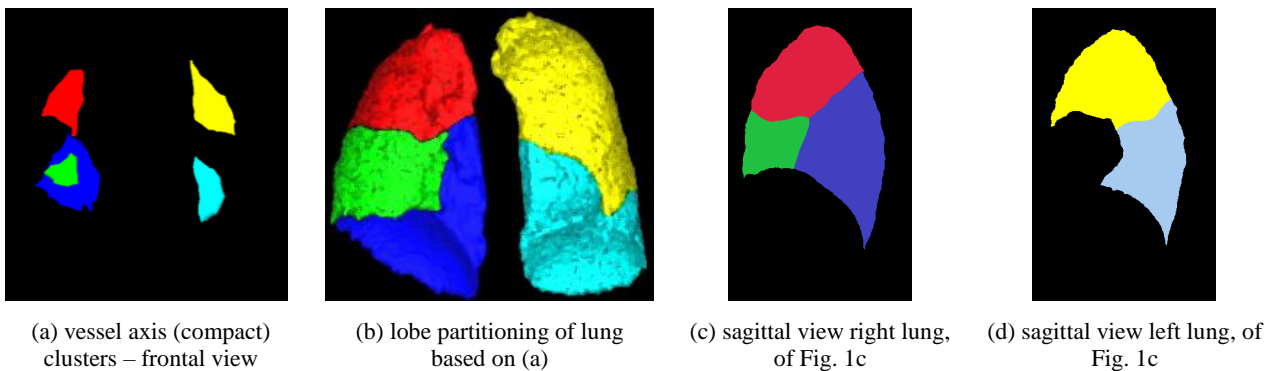 (a) vessel axis (compact)
clusters – frontal view
(b) lobe partitioning of lung
based on (a)
(c) sagittal view right lung,
of Fig. 1c
(d) sagittal view left lung, of
Fig. 1c